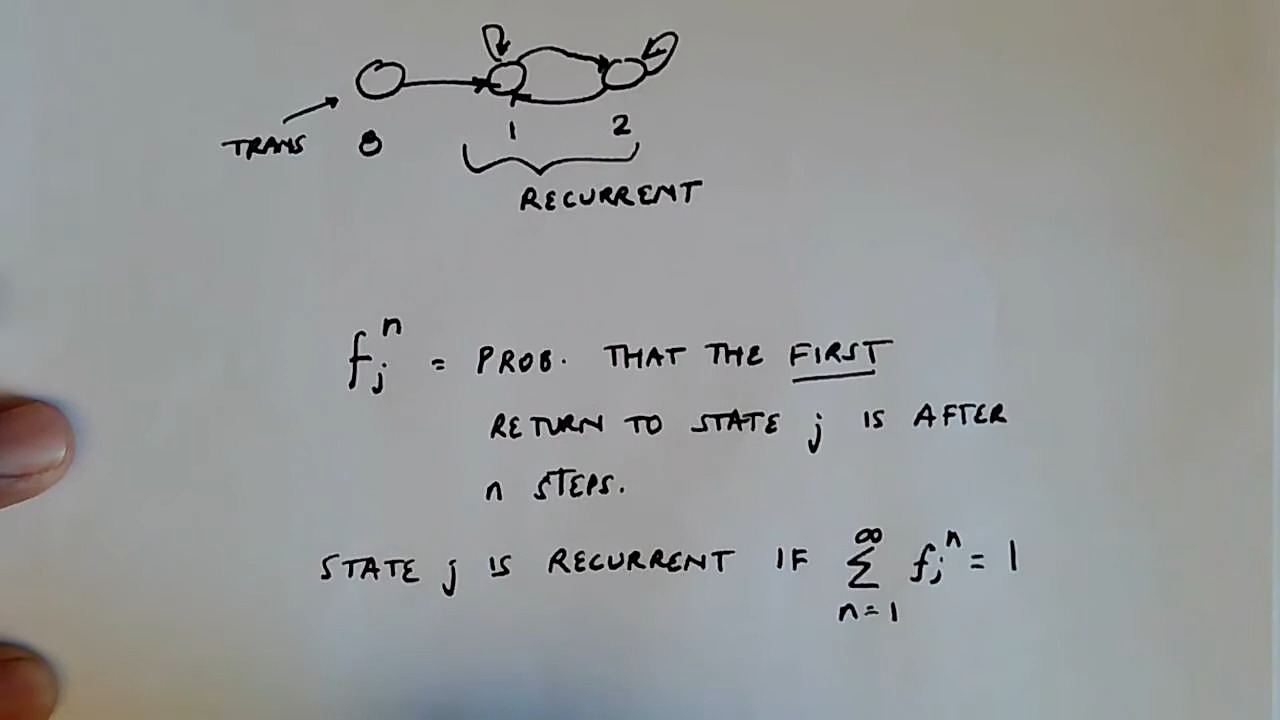 TRANS 0 1 2
RECURRENT
f_j^n = PROB. THAT THE FIRST
RETURN TO STATE j IS AFTER
n STEPS.
STATE j IS RECURRENT IF ∑_{n=1}^∞ f_j^n = 1